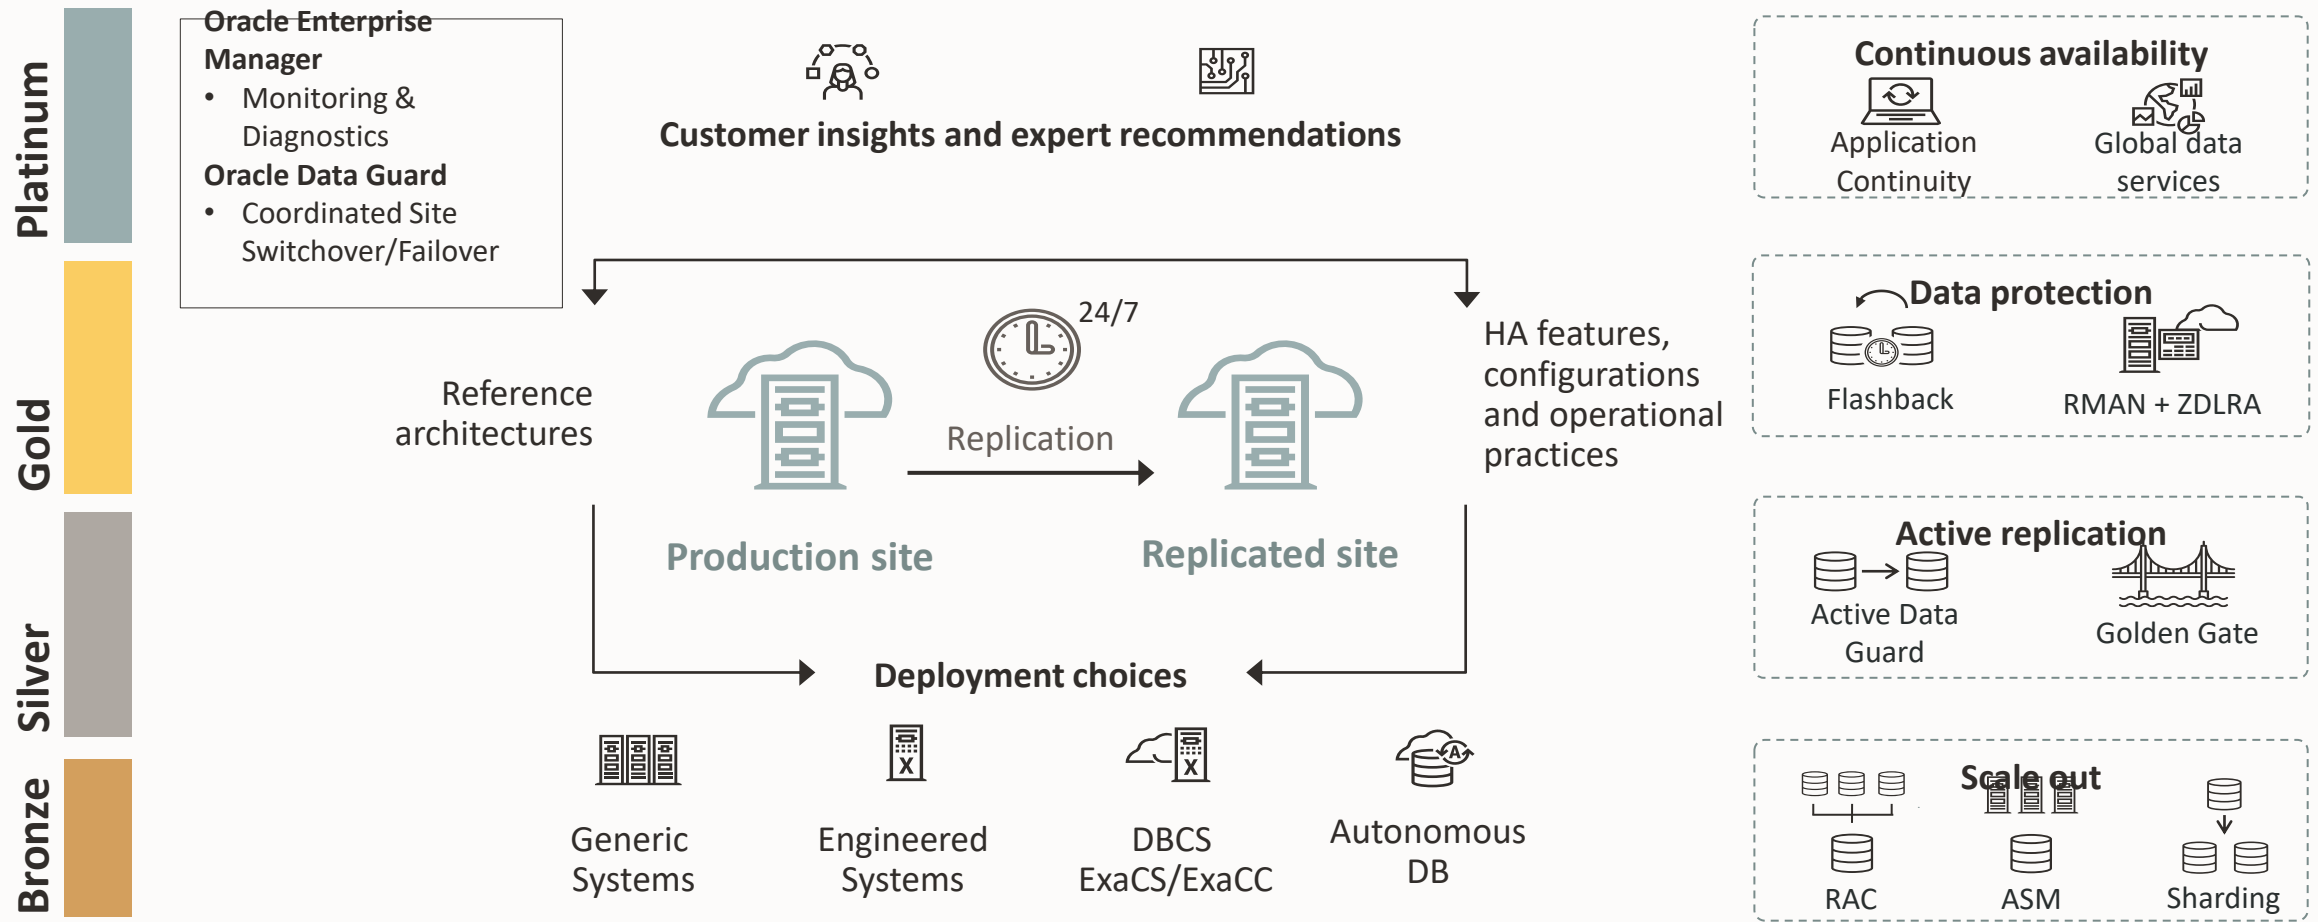 Platinum
Gold
Silver
Bronze
Oracle Enterprise
Manager
• Monitoring &
Diagnostics
Oracle Data Guard
• Coordinated Site
Switchover/Failover
Customer insights and expert recommendations
Reference
architectures
24/7
Replication
Production site
Replicated site
HA features,
configurations
and operational
practices
Deployment choices
Generic
Systems
X
Engineered
Systems
X
DBCS
ExaCS/ExaCC
A
Autonomous
DB
Continuous availability
Application
Continuity
Global data
services
Data protection
Flashback
RMAN + ZDLRA
Active replication
Active Data
Guard
Golden Gate
Scale out
RAC
ASM
Sharding